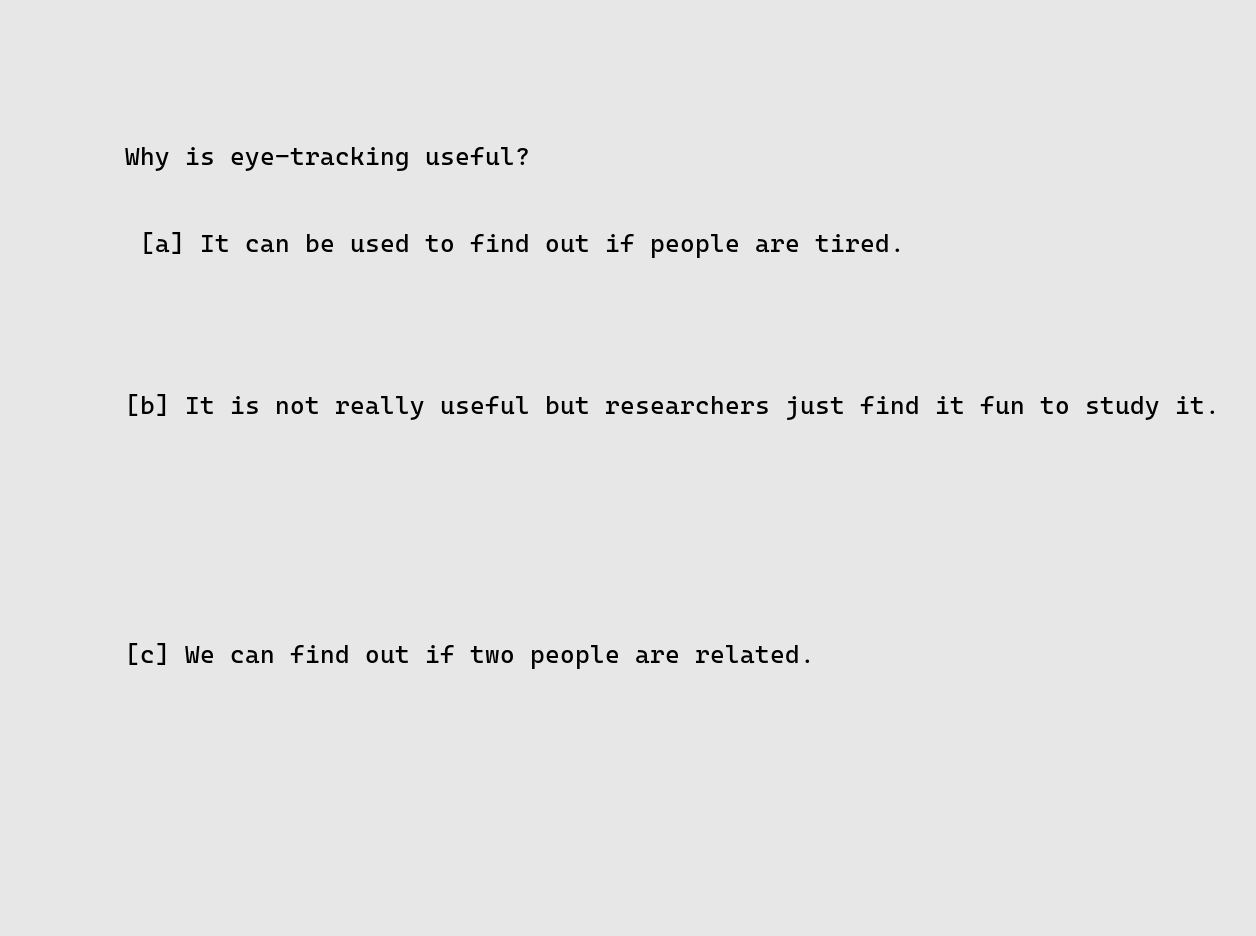 Why is eye-tracking useful?
[a] It can be used to find out if people are tired.
[b] It is not really useful but researchers just find it fun to study it.
[c] We can find out if two people are related.